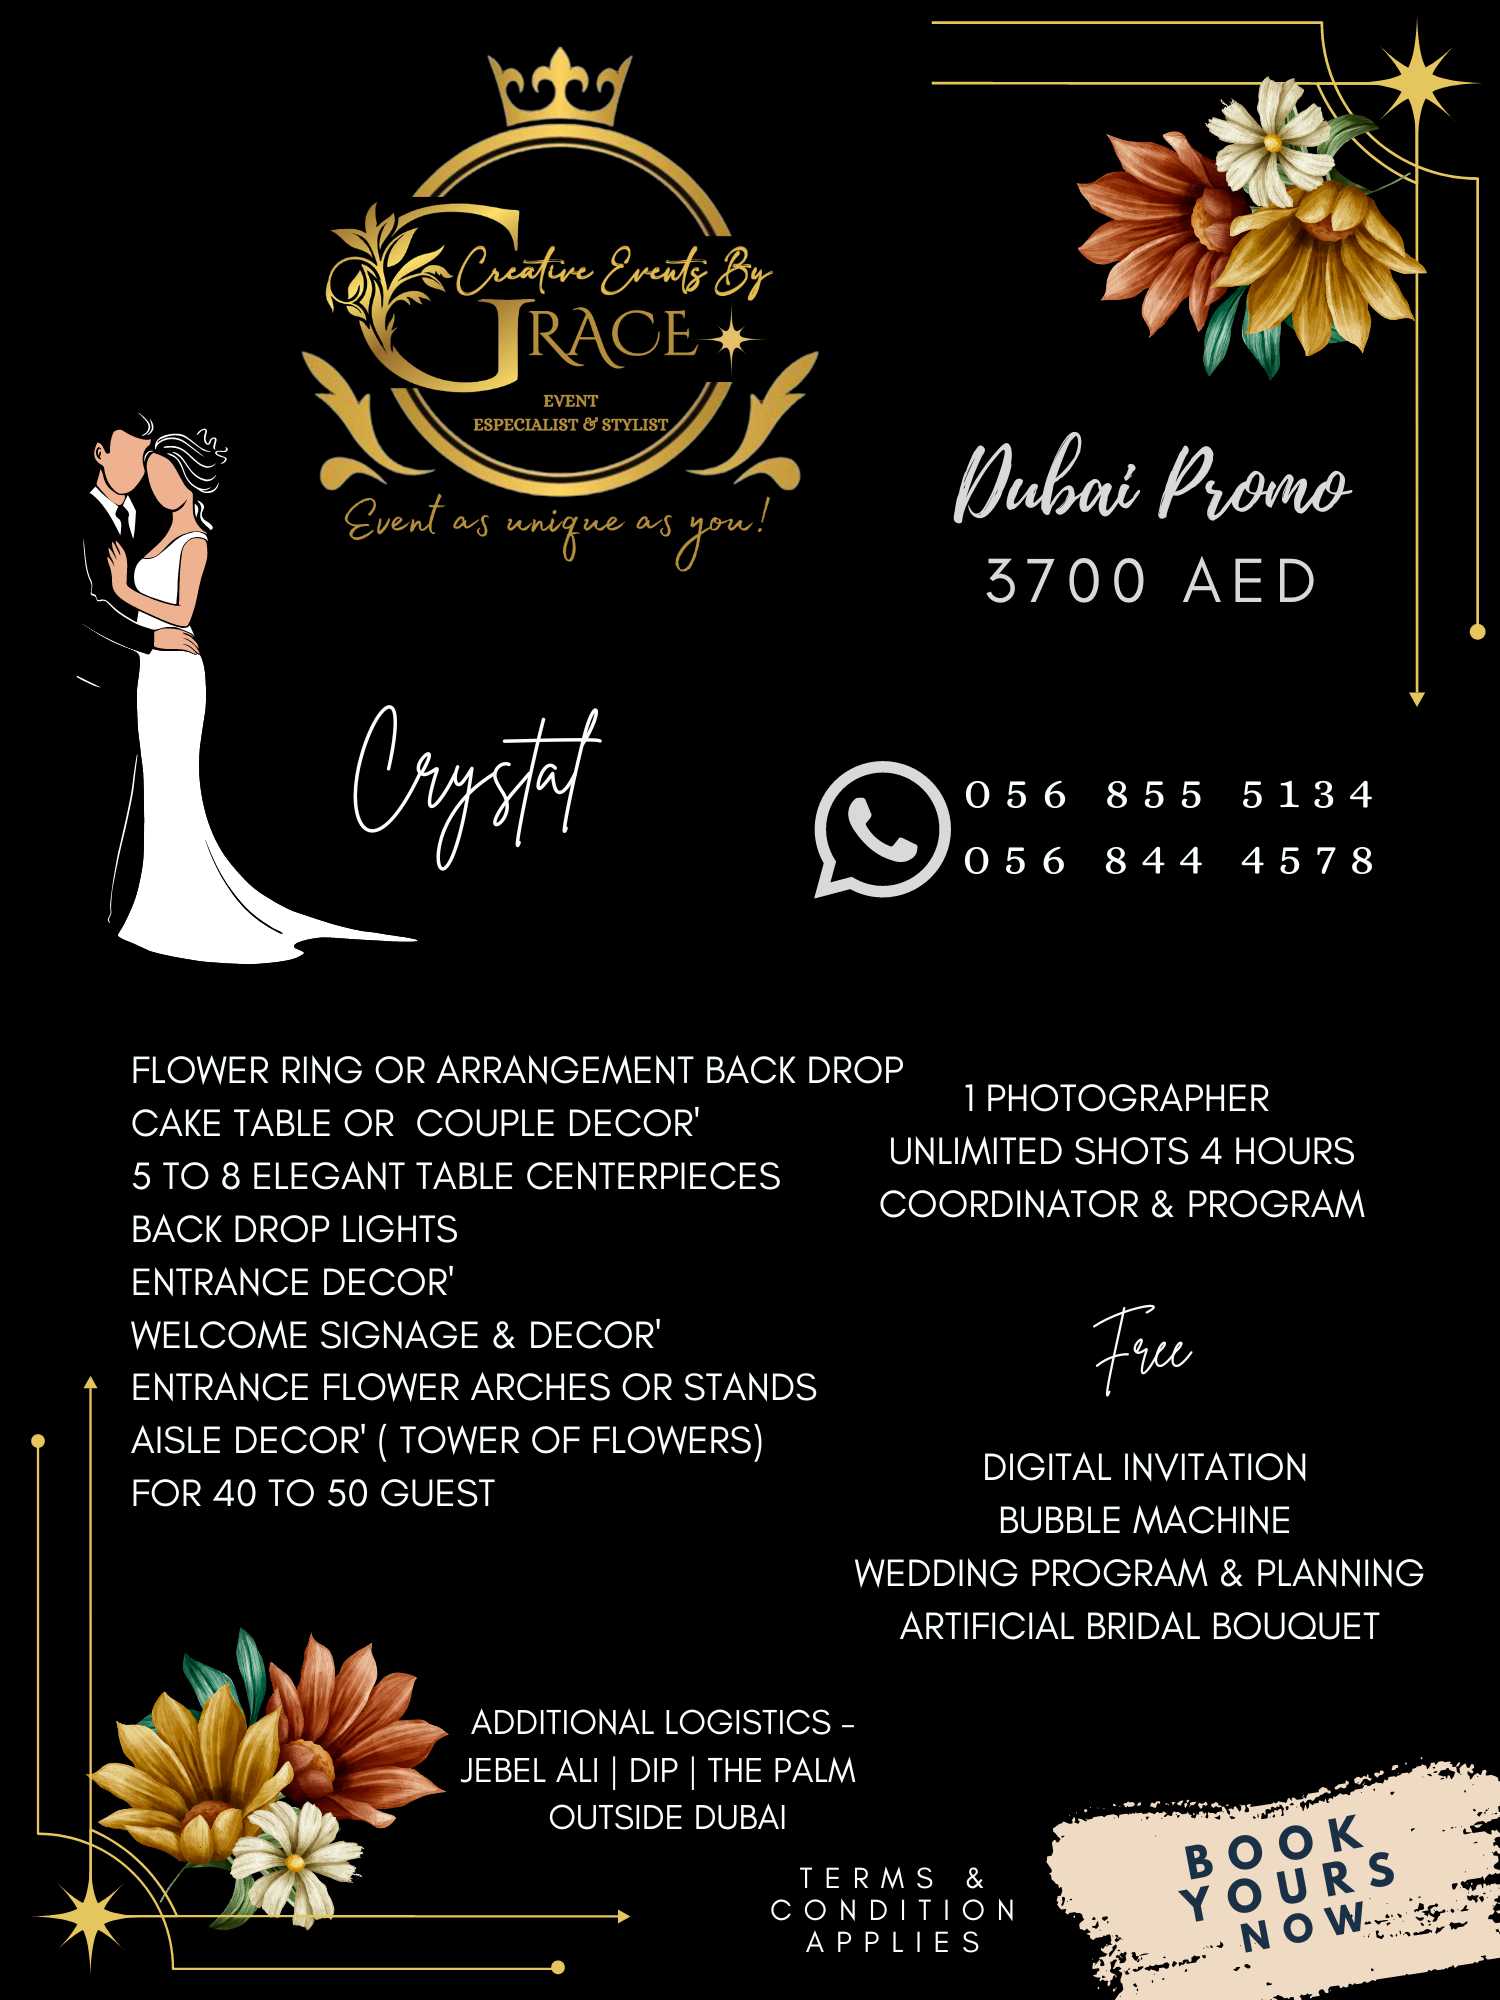 Creative Events By
GRACE
EVENT
ESPECIALIST & STYLIST
Event as unique as you!
Dubai Promo
3700 AED
Crystal
056 855 5134
056 844 4578
FLOWER RING OR ARRANGEMENT BACK DROP
CAKE TABLE OR COUPLE DECOR'
5 TO 8 ELEGANT TABLE CENTERPIECES
BACK DROP LIGHTS
ENTRANCE DECOR'
WELCOME SIGNAGE & DECOR'
ENTRANCE FLOWER ARCHES OR STANDS
AISLE DECOR' ( TOWER OF FLOWERS)
FOR 40 TO 50 GUEST
1 PHOTOGRAPHER
UNLIMITED SHOTS 4 HOURS
COORDINATOR & PROGRAM
Free
DIGITAL INVITATION
BUBBLE MACHINE
WEDDING PROGRAM & PLANNING
ARTIFICIAL BRIDAL BOUQUET
ADDITIONAL LOGISTICS -
JEBEL ALI | DIP | THE PALM
OUTSIDE DUBAI
TERMS &
CONDITION
APPLIES
BOOK
YOURS
NOW